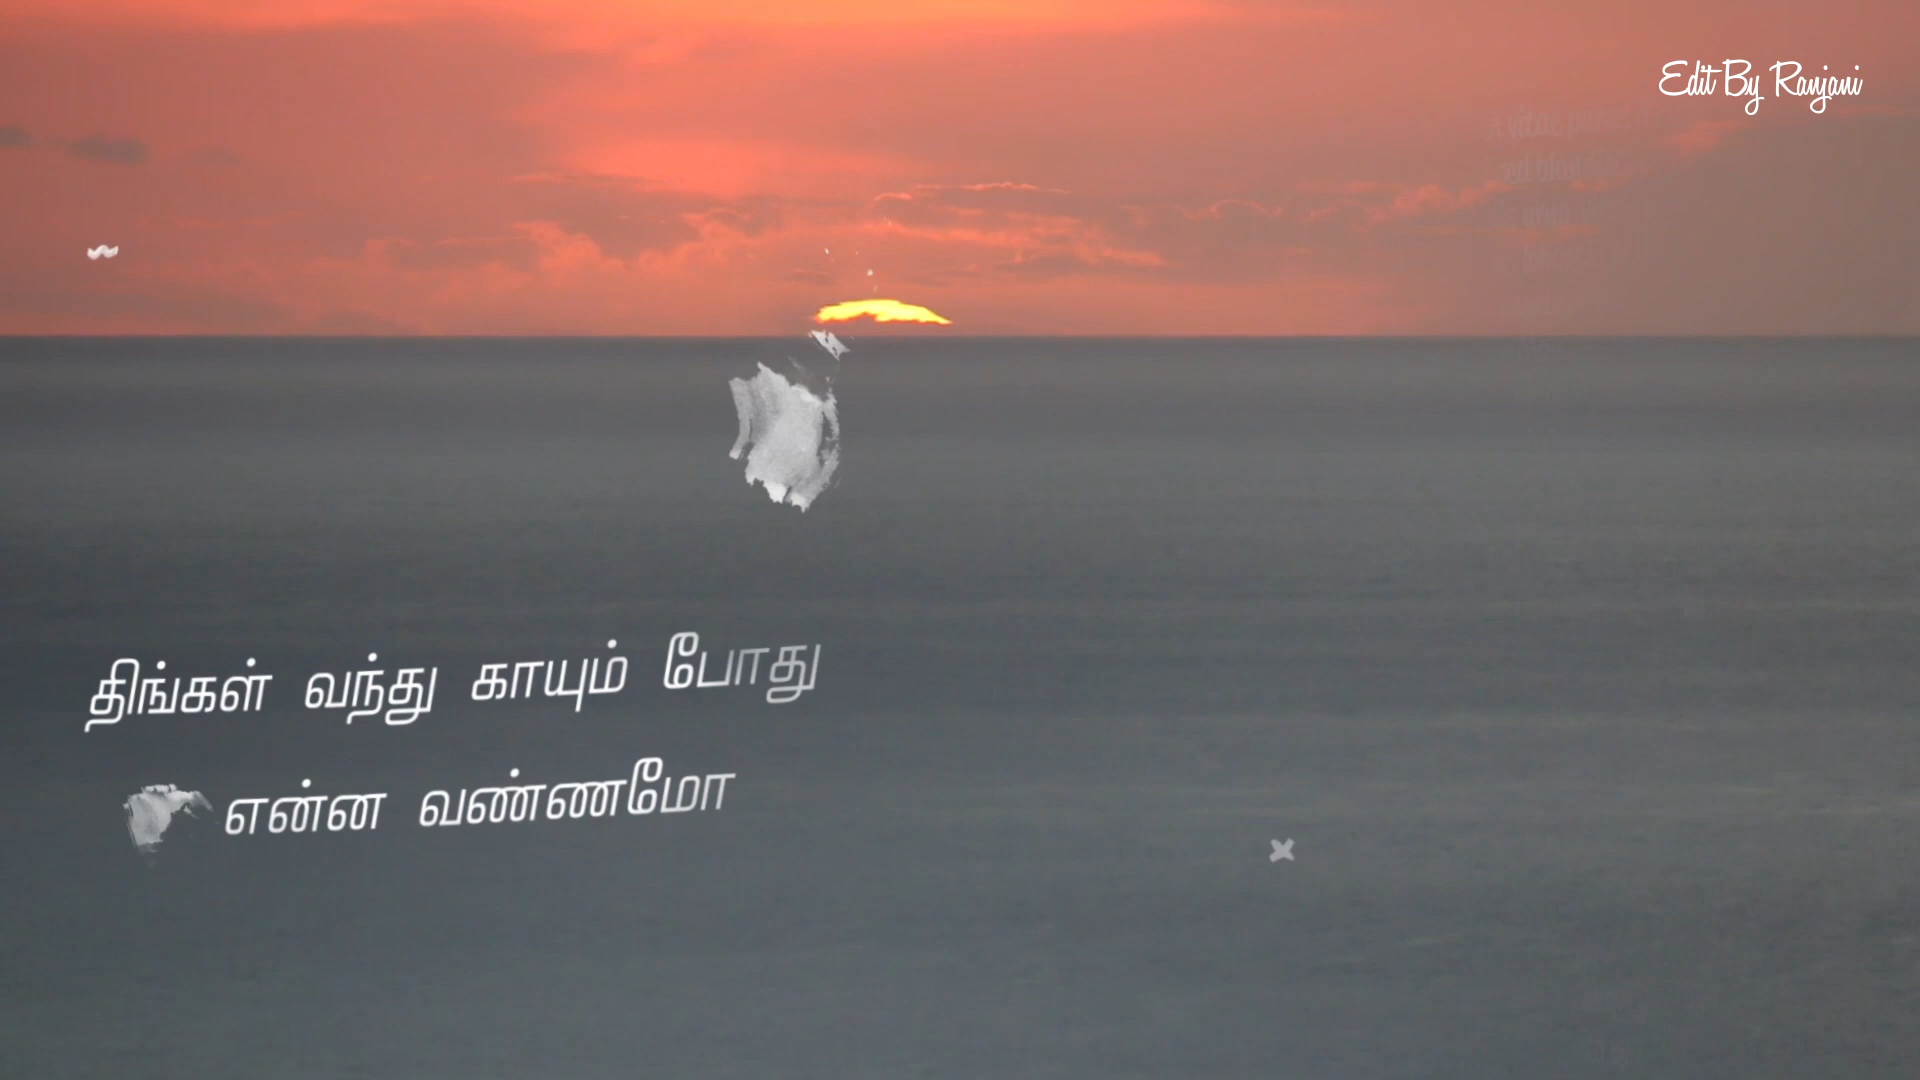 Edit By Ranjani
திங்கள் வந்து காயும் போது
என்ன வண்ணமோ